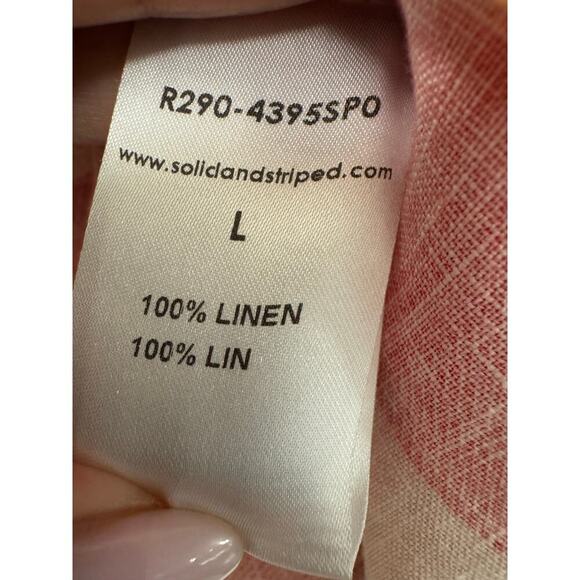 R290-4395SPO
www.solidandstriped.com
L
100% LINEN
100% LIN